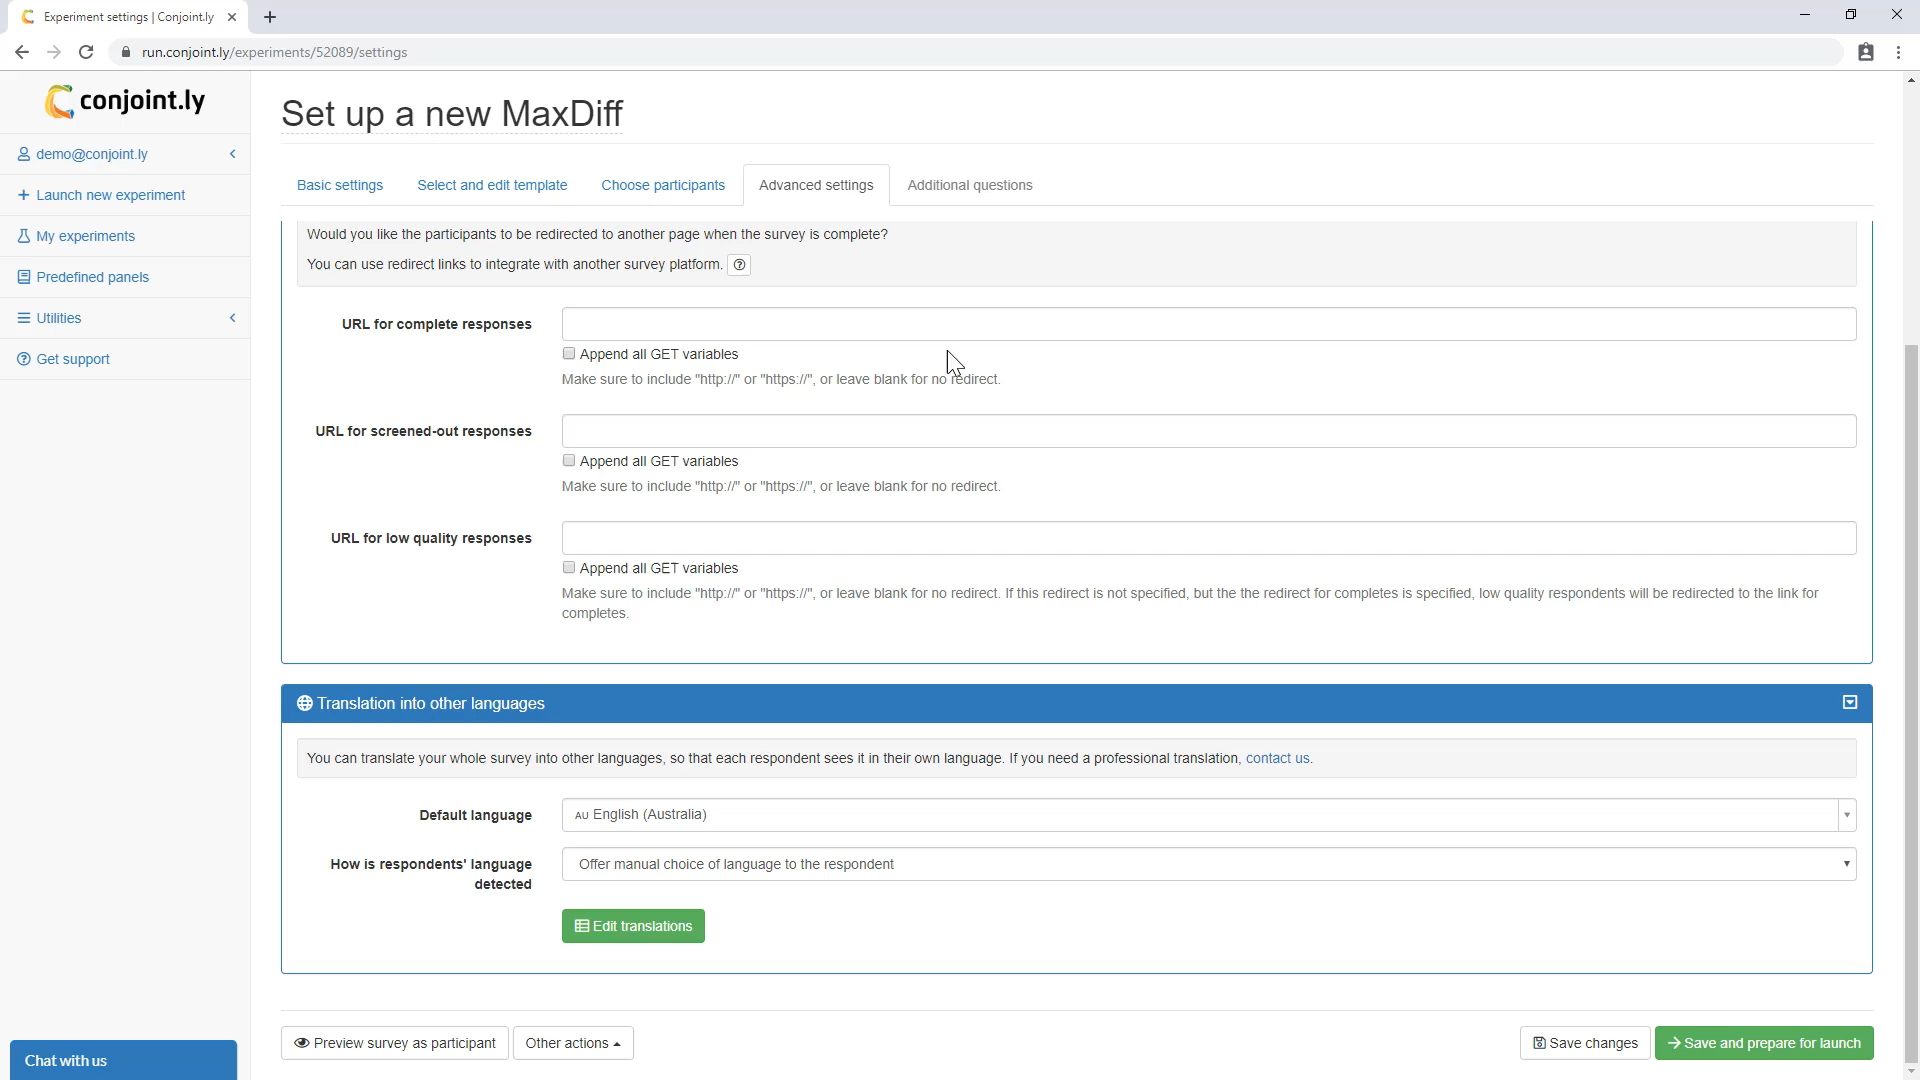 Experiment settings | Conjoint.ly
run.conjoint.ly/experiments/52089/settings
conjoint.ly
demo@conjoint.ly
Launch new experiment
My experiments
Predefined panels
Utilities
Get support
Chat with us
Set up a new MaxDiff
Basic settings
Select and edit template
Choose participants
Advanced settings
Additional questions
Would you like the participants to be redirected to another page when the survey is complete?
You can use redirect links to integrate with another survey platform.
URL for complete responses
Append all GET variables
Make sure to include "http://" or "https://", or leave blank for no redirect.
URL for screened-out responses
Append all GET variables
Make sure to include "http://" or "https://", or leave blank for no redirect.
URL for low quality responses
Append all GET variables
Make sure to include "http://" or "https://", or leave blank for no redirect. If this redirect is not specified, but the the redirect for completes is specified, low quality respondents will be redirected to the link for
completes.
Translation into other languages
You can translate your whole survey into other languages, so that each respondent sees it in their own language. If you need a professional translation, contact us.
Default language
AU English (Australia)
How is respondents' language
detected
Offer manual choice of language to the respondent
Edit translations
Preview survey as participant
Other actions
Save changes
Save and prepare for launch